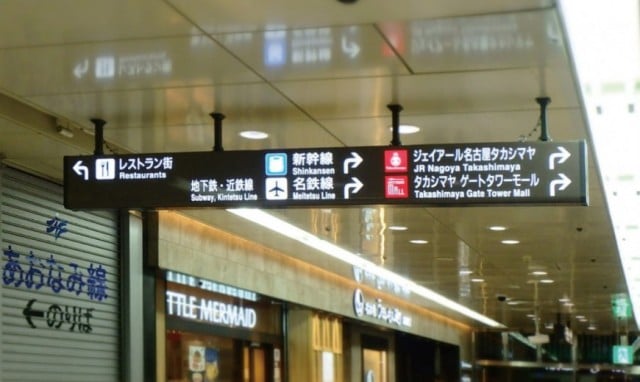 レストラン街
Restaurants
地下鉄・近鉄線
Subway, Kintetsu Line
新幹線
Shinkansen
名鉄線
Meitetsu Line
ジェイアール名古屋タカシマヤ
JR Nagoya Takashimaya
タカシマヤ ゲートタワーモール
Takashimaya Gate Tower Mall
あおなみ線
←のりば
TTLE MERMAID